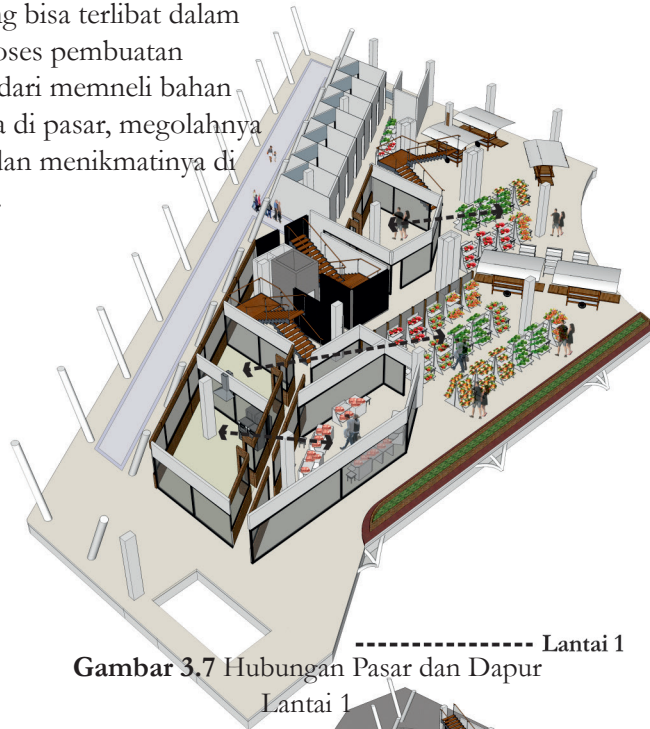 ng bisa terlibat dalam
oses pembuatan
dari memneli bahan
a di pasar, megolahnya
dan menikmatinya di
Lantai 1
Gambar 3.7 Hubungan Pasar dan Dapur
Lantai 1